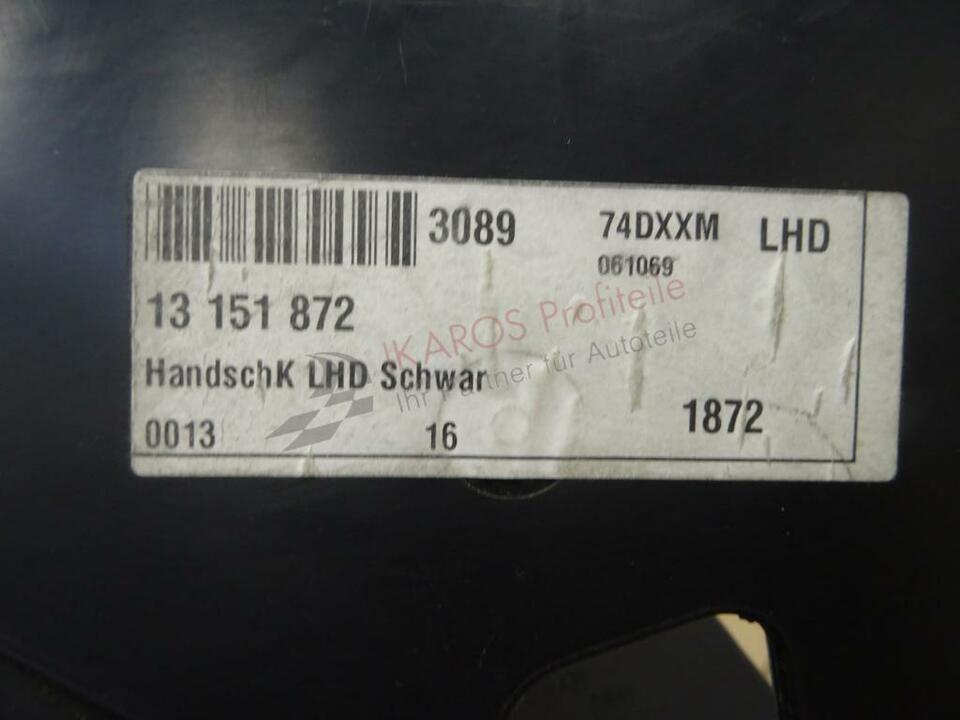 3089 74DXXM LHD
061069
13 151 872
IKAROS Profiteile
Ihr Partner für Autoteile
HandschK LHD Schwar
0013 16 1872